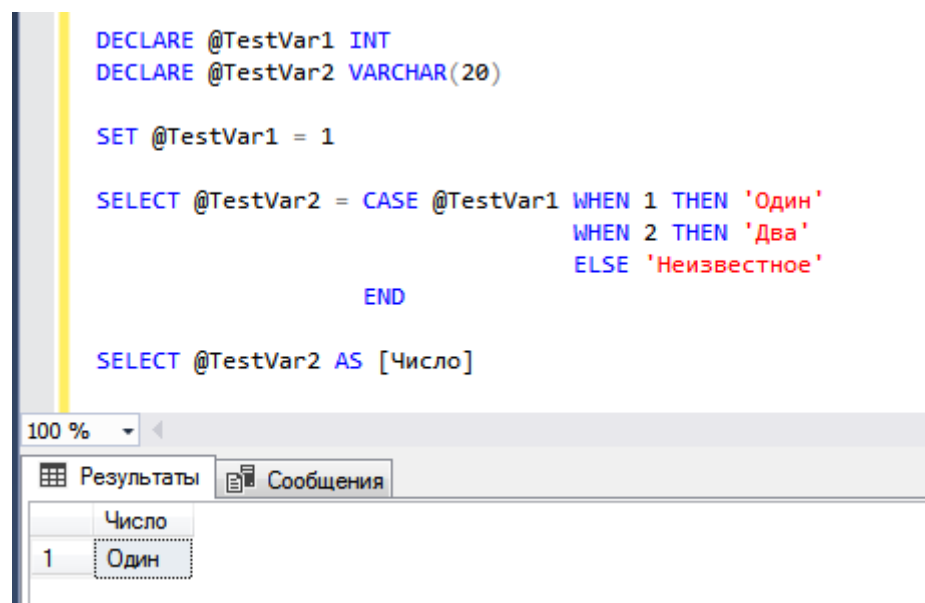 DECLARE @TestVar1 INT
DECLARE @TestVar2 VARCHAR(20)
SET @TestVar1 = 1
SELECT @TestVar2 = CASE @TestVar1 WHEN 1 THEN 'Один'
WHEN 2 THEN 'Два'
ELSE 'Неизвестное'
END
SELECT @TestVar2 AS [Число]
100 %
Результаты Сообщения
Число
1 Один